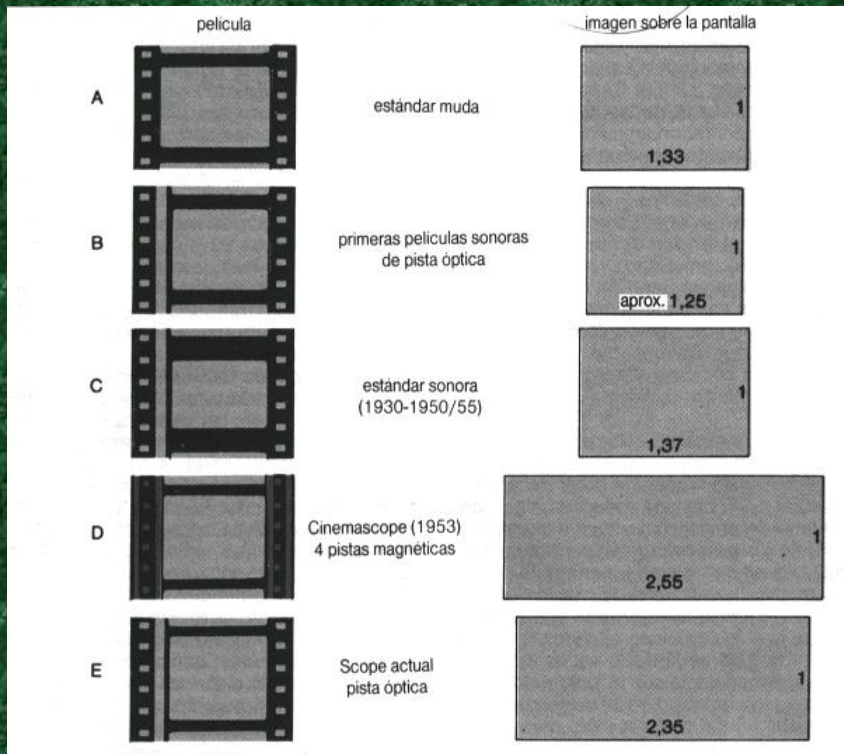 película
imagen sobre la pantalla
A
estándar muda
1
1,33
B
primeras peliculas sonoras
de pista óptica
1
aprox. 1,25
C
estándar sonora
(1930-1950/55)
1
1,37
D
Cinemascope (1953)
4 pistas magnéticas
1
2,55
E
Scope actual
pista óptica
1
2,35